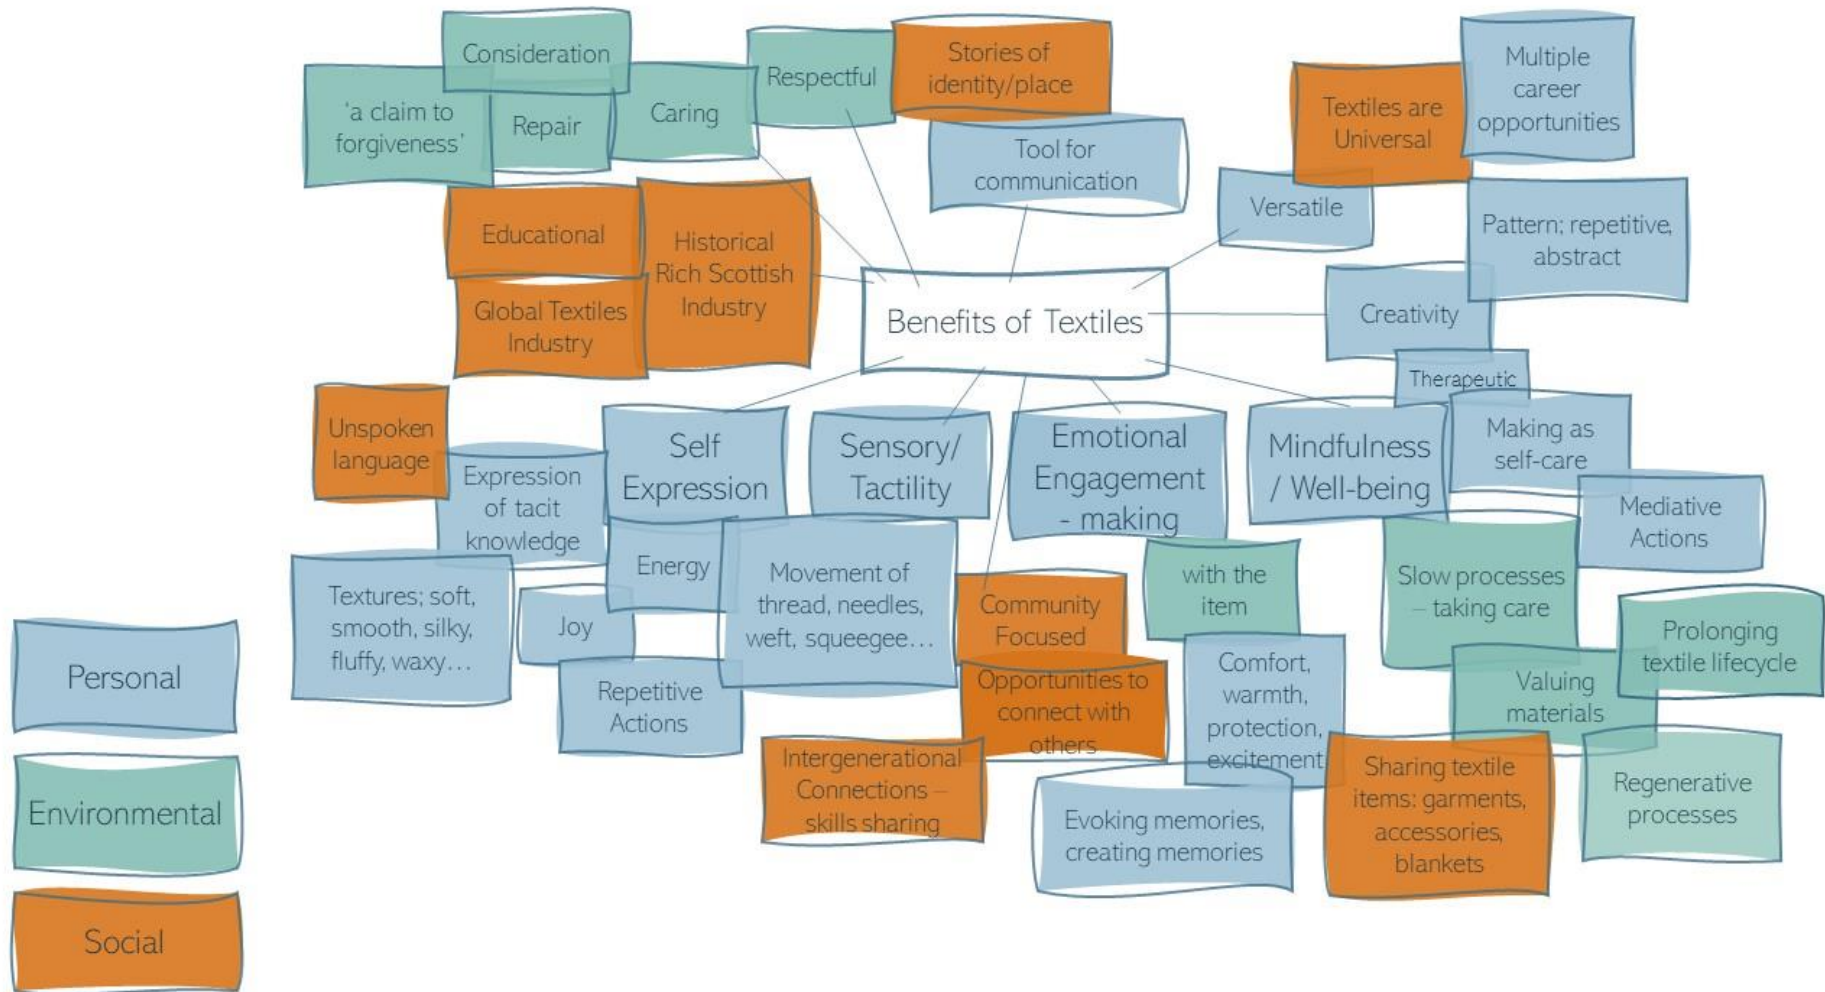 Consideration
'a claim to
forgiveness'
Repair
Caring
Respectful
Stories of
identity/place
Tool for
communication
Textiles are
Universal
Multiple
career
opportunities
Versatile
Pattern; repetitive,
abstract
Educational
Historical
Rich Scottish
Industry
Global Textiles
Industry
Benefits of Textiles
Creativity
Therapeutic
Unspoken
language
Expression
of tacit
knowledge
Self
Expression
Sensory/
Tactility
Emotional
Engagement
- making
Mindfulness
/ Well-being
Making as
self-care
Mediative
Actions
Textures; soft,
smooth, silky,
fluffy, waxy...
Joy
Energy
Repetitive
Actions
Movement of
thread, needles,
weft, squeegee...
Community
Focused
Opportunities to
connect with
others
Intergenerational
Connections –
skills sharing
with the
item
Comfort,
warmth,
protection,
excitement
Evoking memories,
creating memories
Slow processes
– taking care
Prolonging
textile lifecycle
Valuing
materials
Regenerative
processes
Sharing textile
items: garments,
accessories,
blankets
Personal
Environmental
Social